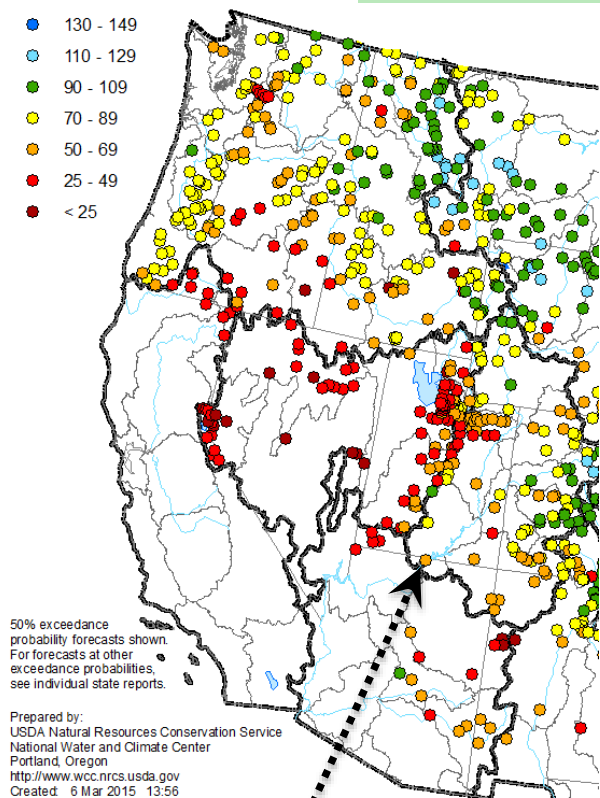 130 - 149
110 - 129
90 - 109
70 - 89
50 - 69
25 - 49
< 25
50% exceedance
probability forecasts shown.
For forecasts at other
exceedance probabilities,
see individual state reports.
Prepared by:
USDA Natural Resources Conservation Service
National Water and Climate Center
Portland, Oregon
http://www.wcc.nrcs.usda.gov
Created: 6 Mar 2015 13:56